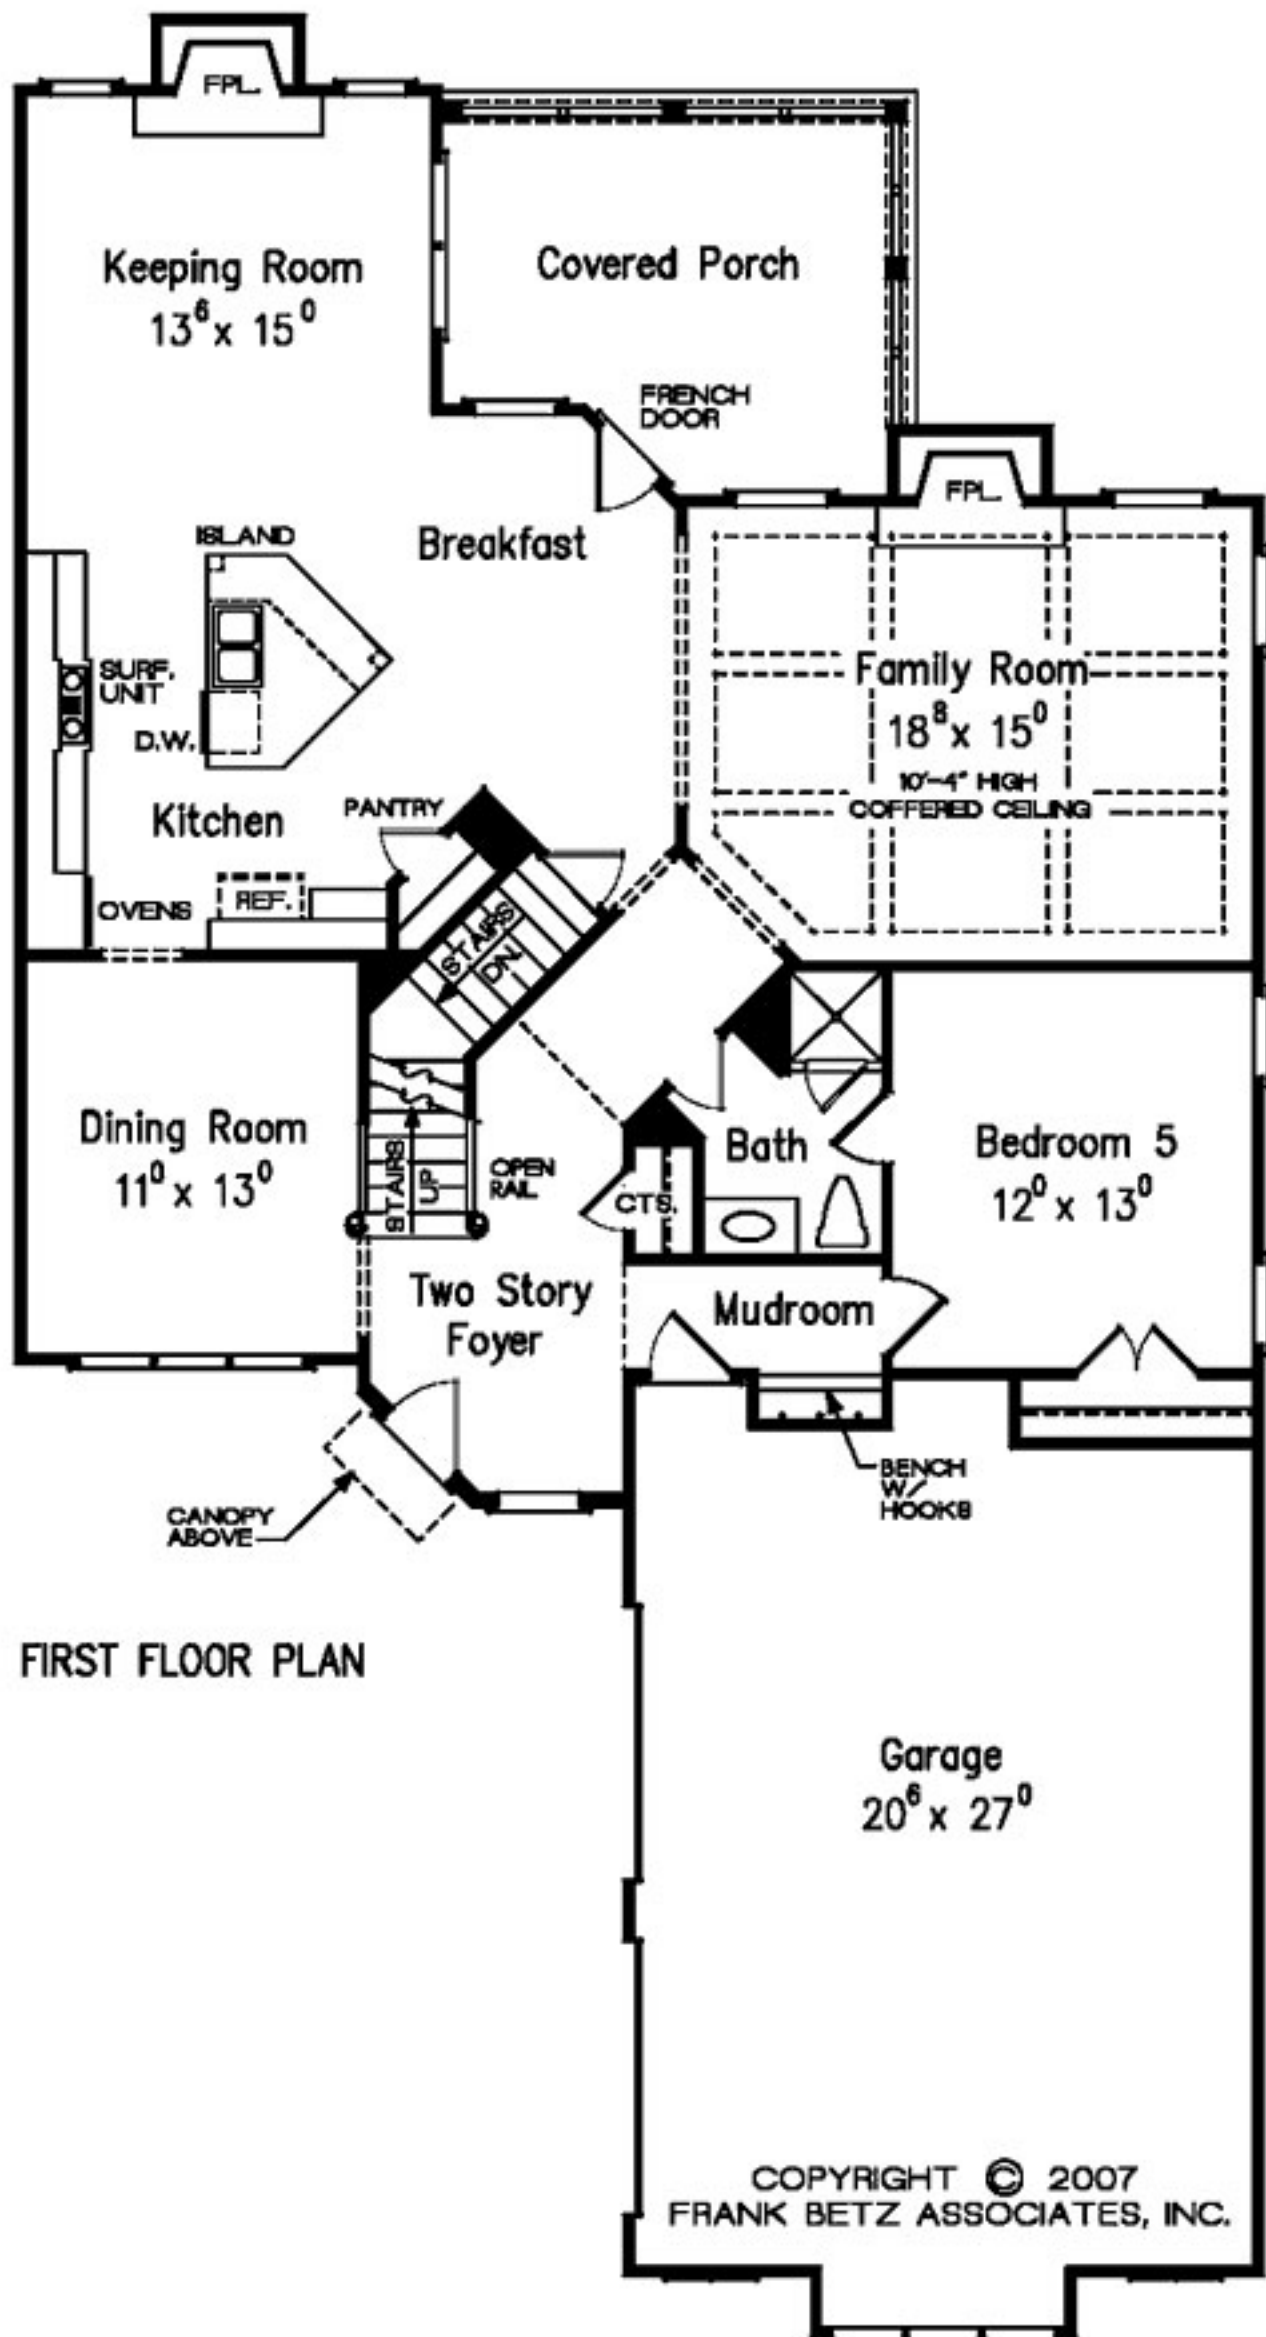 FPL.
Keeping Room
13⁶ x 15⁰
Covered Porch
FRENCH
DOOR
FPL.
ISLAND
Breakfast
SURF.
UNIT
D.W.
Family Room
18⁸ x 15⁰
10'-4" HIGH
COFFERED CEILING
Kitchen
PANTRY
OVENS
REF.
STAIRS
DN.
Dining Room
11⁰ x 13⁰
STAIRS
UP
OPEN
RAIL
CTS.
Bath
Bedroom 5
12⁰ x 13⁰
Two Story
Foyer
Mudroom
BENCH
W/
HOOKS
CANOPY
ABOVE
FIRST FLOOR PLAN
Garage
20⁶ x 27⁰
COPYRIGHT © 2007
FRANK BETZ ASSOCIATES, INC.